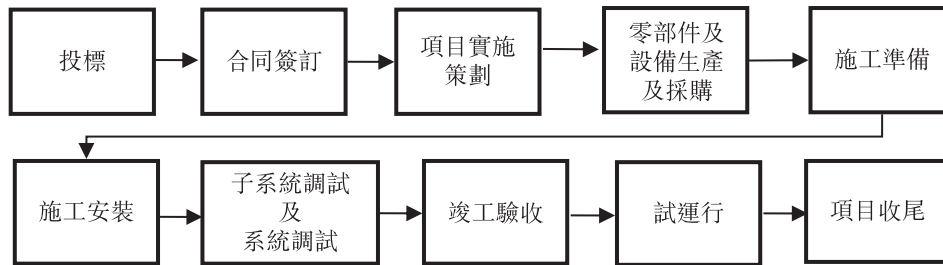 投標
合同簽訂
項目實施
策劃
零部件及
設備生產
及採購
施工準備
施工安裝
子系統調試
及
系統調試
竣工驗收
試運行
項目收尾